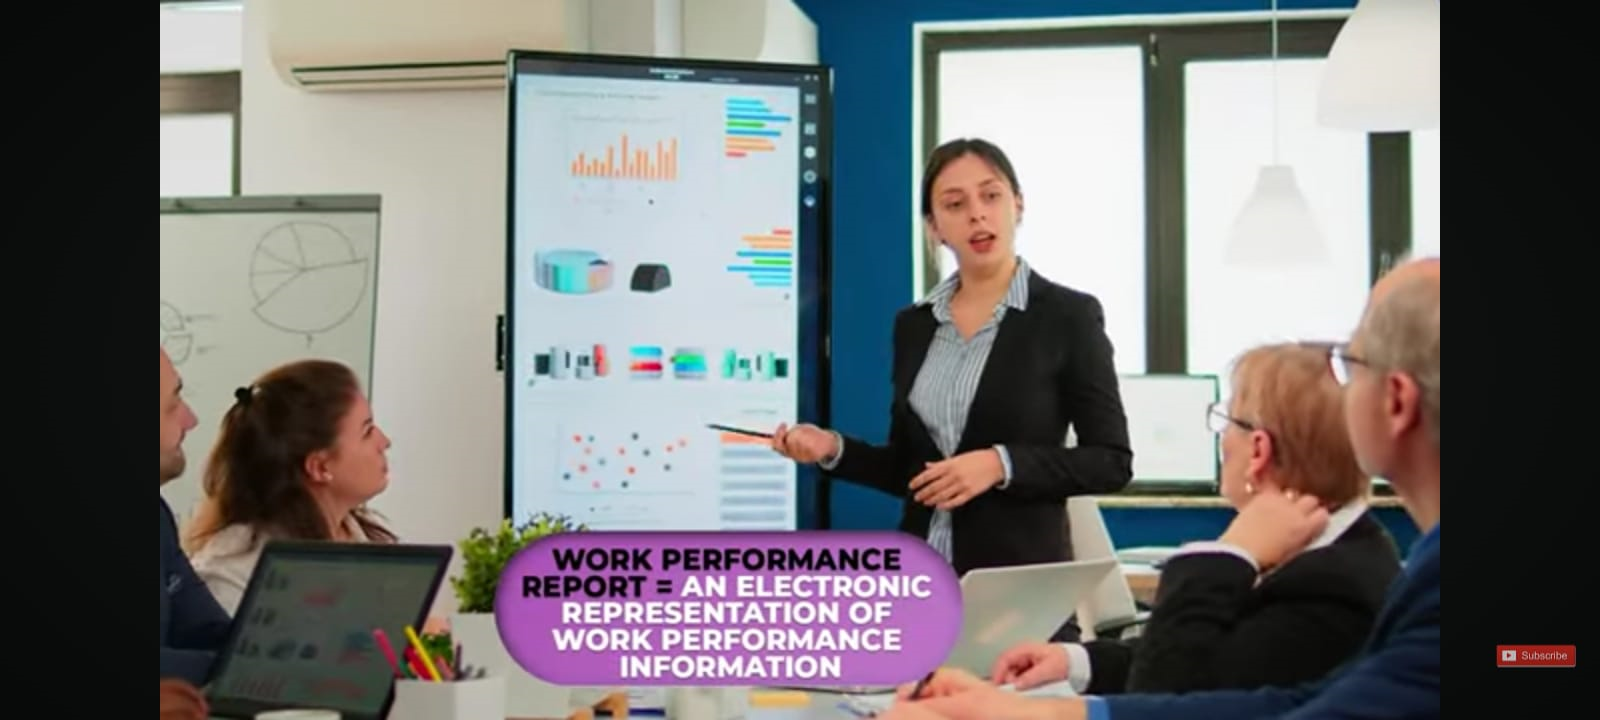 WORK PERFORMANCE
REPORT = AN ELECTRONIC
REPRESENTATION OF
WORK PERFORMANCE
INFORMATION
Subscribe